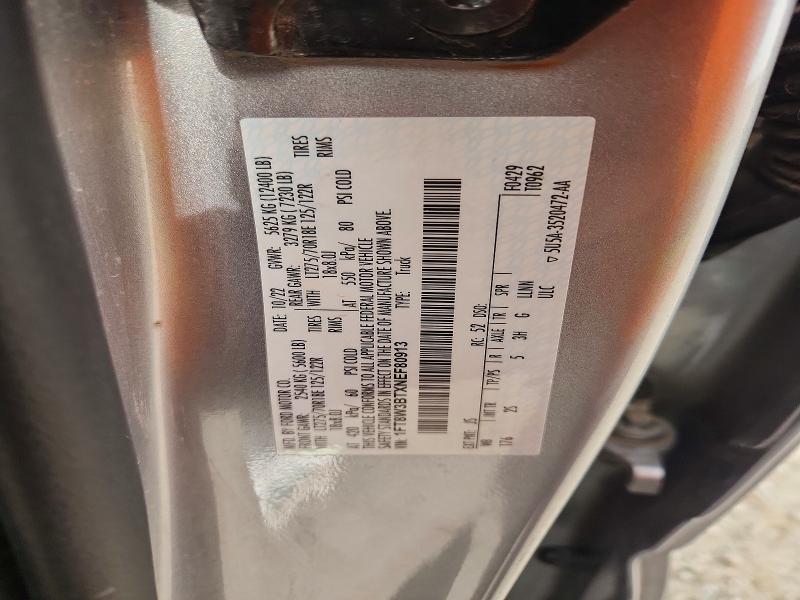 MFD. BY FORD MOTOR CO.
DATE: 10/22 GVWR: 5625 KG (12400 LB)
FRONT GAWR: 2540 KG (5600 LB) REAR GAWR: 3279 KG (7230 LB)
WITH LT275/70R18E 125/122R TIRES WITH LT275/70R18E 125/122R TIRES
18x8.0J RIMS 18x8.0J RIMS
AT 420 kPa/ 60 PSI COLD AT 550 kPa/ 80 PSI COLD
THIS VEHICLE CONFORMS TO ALL APPLICABLE FEDERAL MOTOR VEHICLE
SAFETY STANDARDS IN EFFECT ON THE DATE OF MANUFACTURE SHOWN ABOVE.
VIN: 1FT8W3BT7XNEF80913 TYPE: Truck
EXT PNT: JS RC: 52 DSO:
WB INT TR TP/PS R AXLE TR SPR F0429
176 2S 5 3H G LLNN T0962
ULC 5U5A-3520472-AA